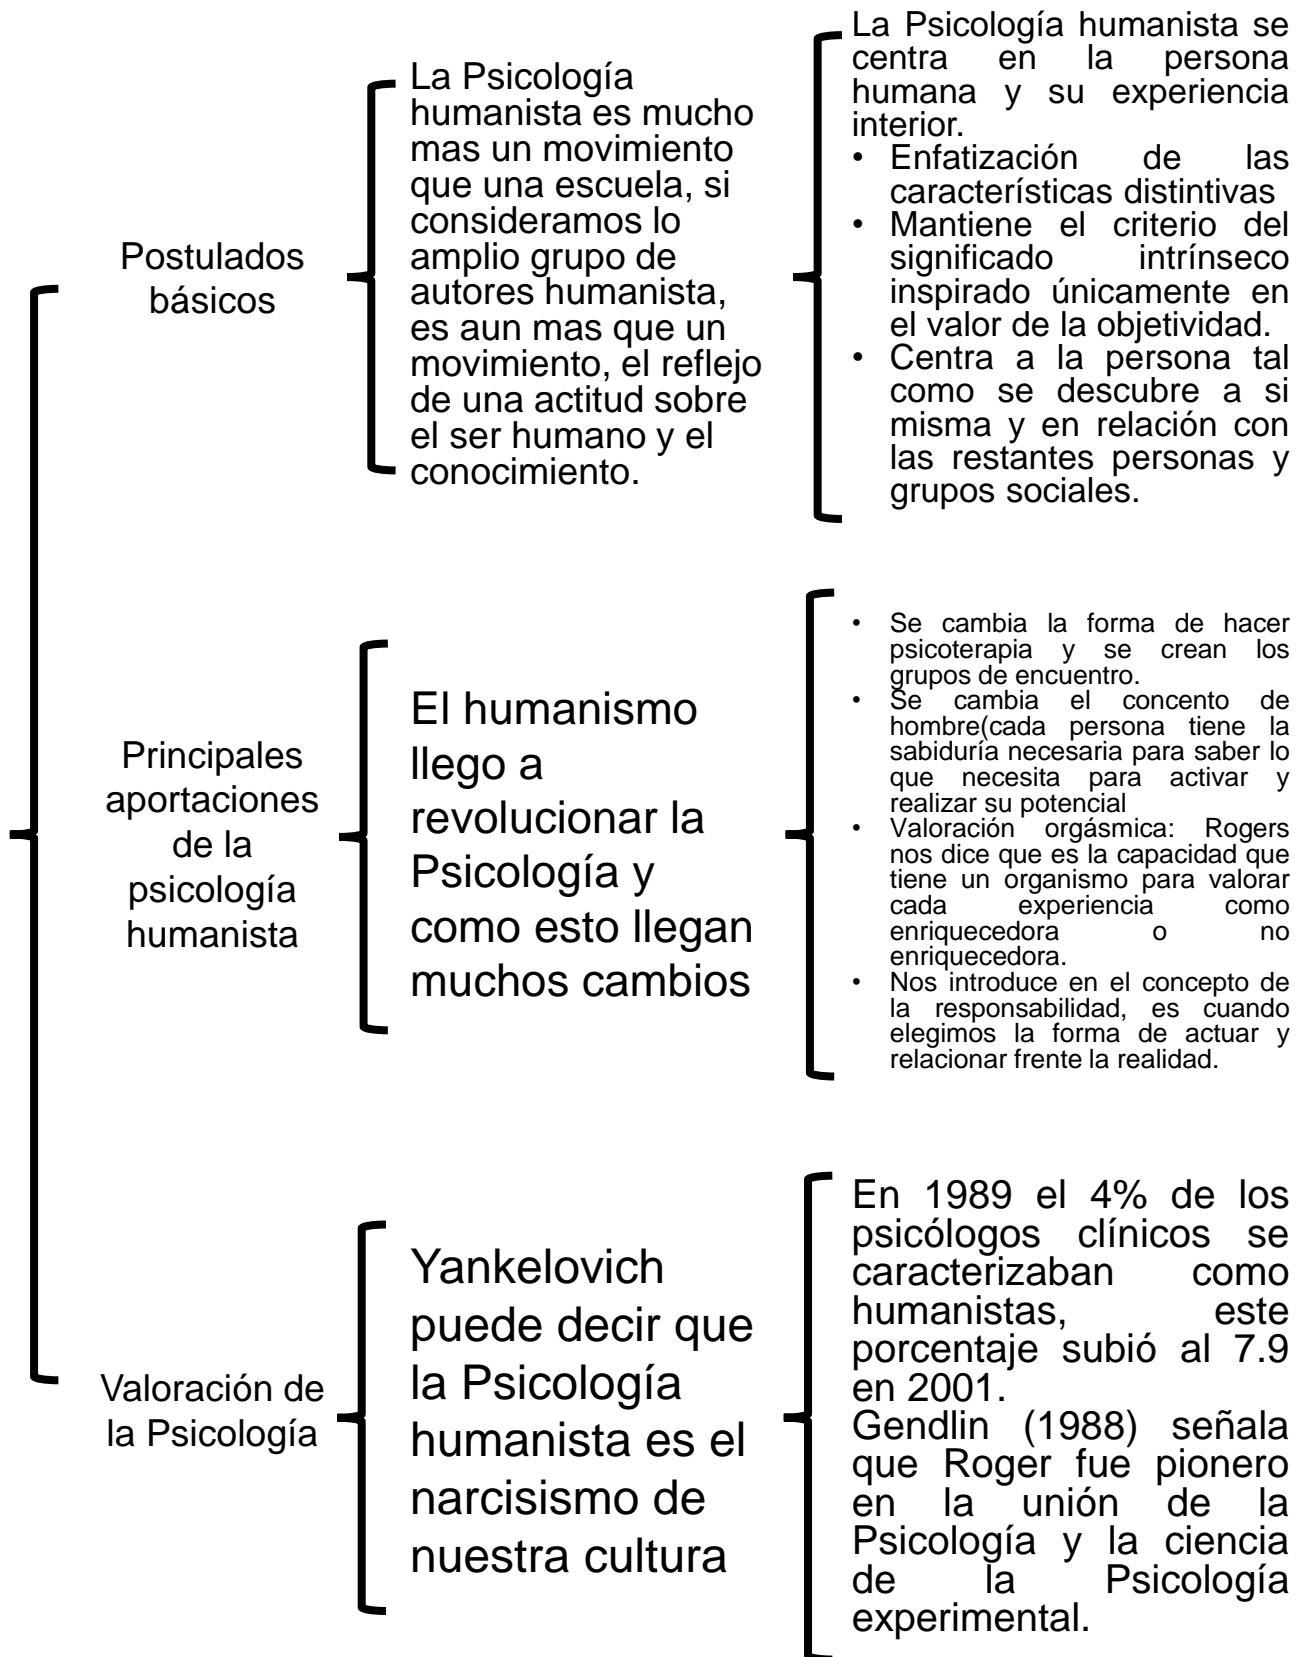 Postulados
básicos
La Psicología
humanista es mucho
mas un movimiento
que una escuela, si
consideramos lo
amplio grupo de
autores humanista,
es aun mas que un
movimiento, el reflejo
de una actitud sobre
el ser humano y el
conocimiento.
La Psicología humanista se
centra en la persona
humana y su experiencia
interior.
• Enfatización de las
características distintivas
• Mantiene el criterio del
significado intrínseco
inspirado únicamente en
el valor de la objetividad.
• Centra a la persona tal
como se descubre a si
misma y en relación con
las restantes personas y
grupos sociales.
Principales
aportaciones
de la
psicología
humanista
El humanismo
llego a
revolucionar la
Psicología y
como esto llegan
muchos cambios
• Se cambia la forma de hacer
psicoterapia y se crean los
grupos de encuentro.
• Se cambia el concento de
hombre(cada persona tiene la
sabiduría necesaria para saber lo
que necesita para activar y
realizar su potencial
• Valoración orgásmica: Rogers
nos dice que es la capacidad que
tiene un organismo para valorar
cada experiencia como
enriquecedora o no
enriquecedora.
• Nos introduce en el concepto de
la responsabilidad, es cuando
elegimos la forma de actuar y
relacionar frente la realidad.
Valoración de
la Psicología
Yankelovich
puede decir que
la Psicología
humanista es el
narcisismo de
nuestra cultura
En 1989 el 4% de los
psicólogos clínicos se
caracterizaban como
humanistas, este
porcentaje subió al 7.9
en 2001.
Gendlin (1988) señala
que Roger fue pionero
en la unión de la
Psicología y la ciencia
de la Psicología
experimental.